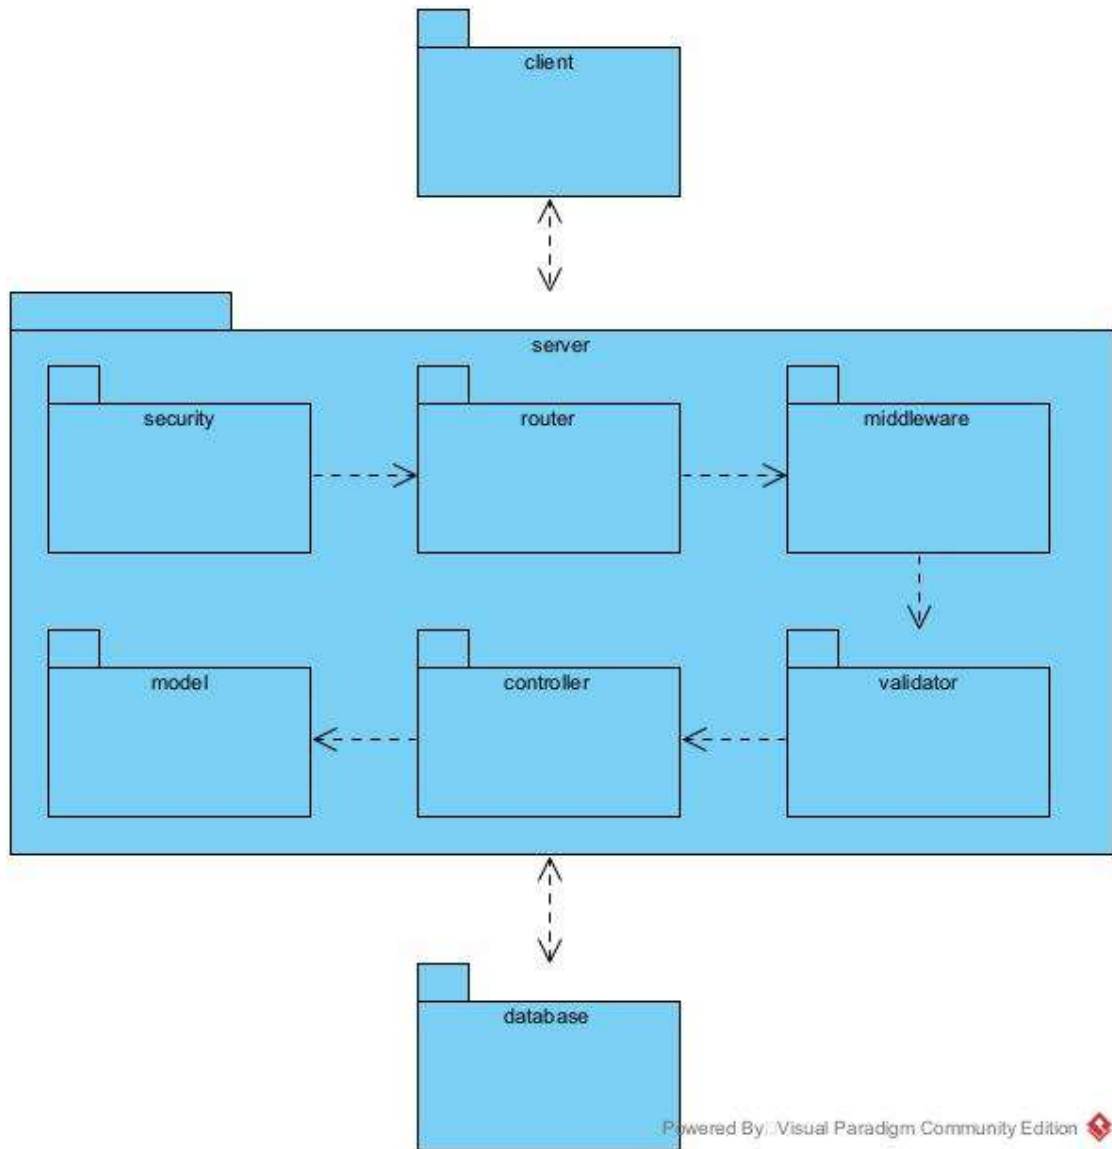 client
server
security
router
middleware
model
controller
validator
database
Powered By: Visual Paradigm Community Edition